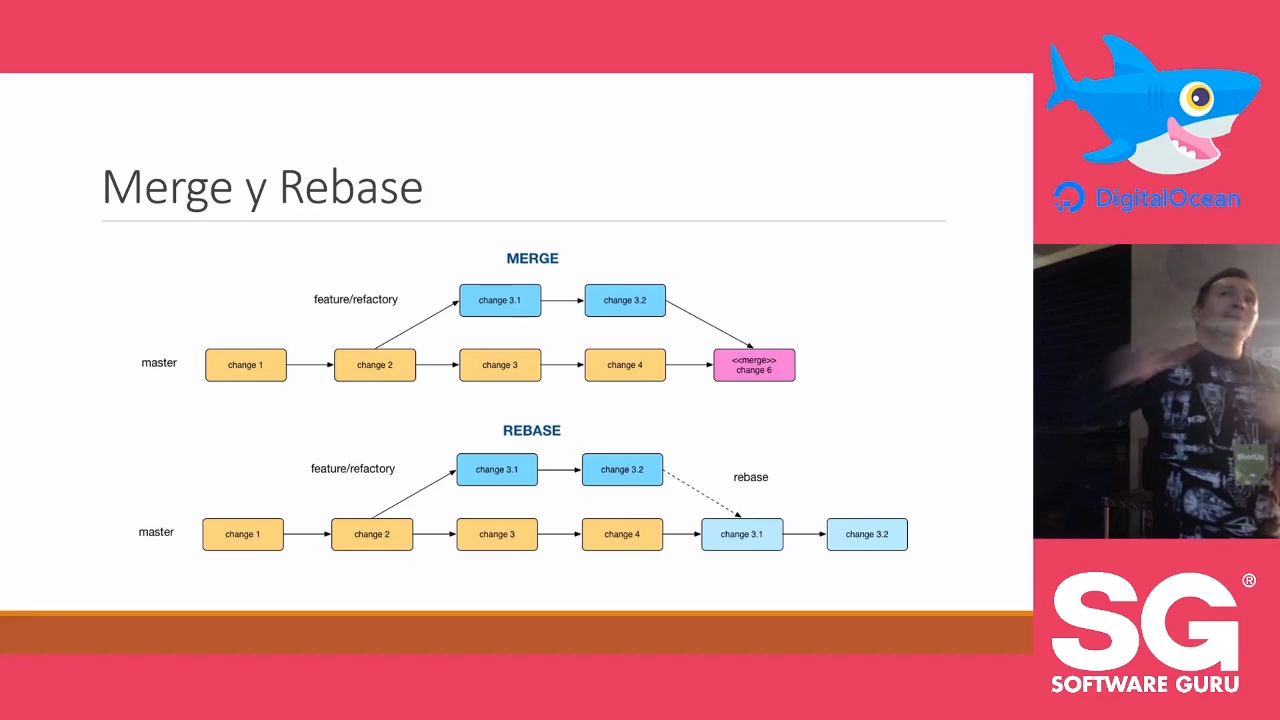 Merge y Rebase
MERGE
feature/refactory
change 3.1
change 3.2
master
change 1
change 2
change 3
change 4
<<merge>>
change 6
REBASE
feature/refactory
change 3.1
change 3.2
rebase
master
change 1
change 2
change 3
change 4
change 3.1
change 3.2
DigitalOcean
SG®
SOFTWARE GURU